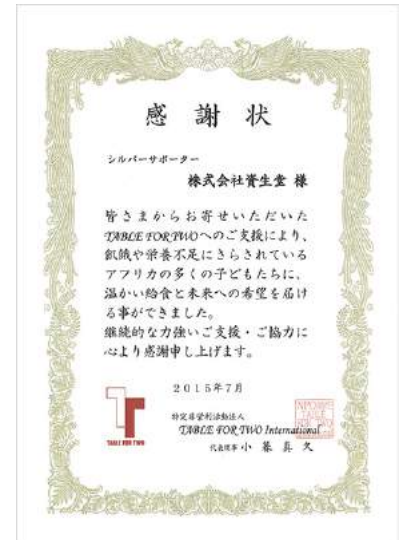 感謝状
シルバーサポーター
株式会社資生堂 様
皆さまからお寄せいただいた
TABLE FOR TWOへのご支援により、
飢餓や栄養不足にさらされている
アフリカの多くの子どもたちに、
温かい給食と未来への希望を届け
る事ができました。
継続的な力強いご支援・ご協力に
心より感謝申し上げます。
2015年7月
特定非営利活動法人
TABLE FOR TWO International
代表理事 小暮真久
TABLE FOR TWO